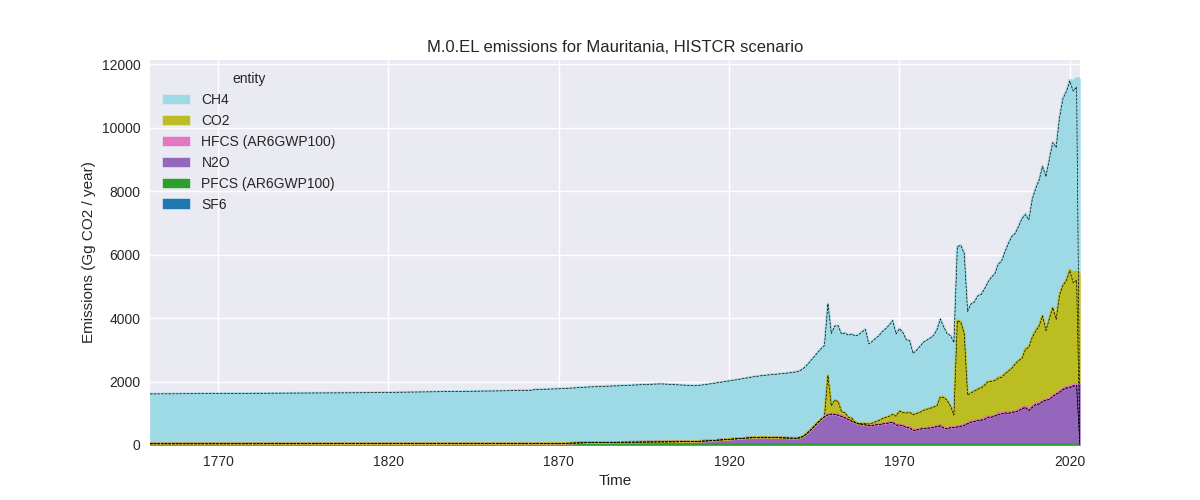 M.0.EL emissions for Mauritania, HISTCR scenario
12000
10000
8000
6000
4000
2000
0
Emissions (Gg CO2 / year)
entity
CH4
CO2
HFCS (AR6GWP100)
N2O
PFCS (AR6GWP100)
SF6
1770
1820
1870
1920
1970
2020
Time